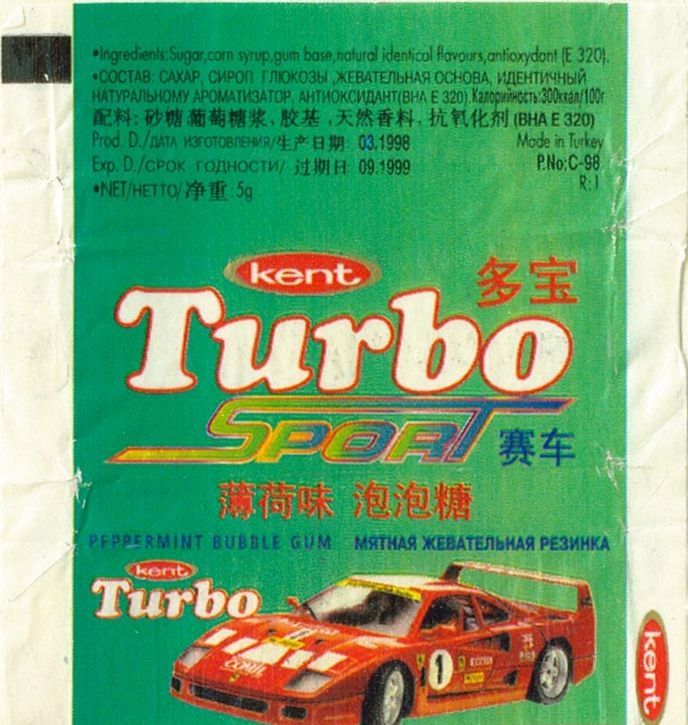 •Ingredients:Sugar,corn syrup,gum base,natural identical flavours,antioxydont (E 320).
•СОСТАВ: САХАР, СИРОП ГЛЮКОЗЫ ,ЖЕВАТЕЛЬНАЯ ОСНОВА, ИДЕНТИЧНЫЙ
НАТУРАЛЬНОМУ АРОМАТИЗАТОР, АНТИОКСИДАНТ(BHA E 320) Калорийность:300ккал/100г
配料: 砂糖 葡萄糖浆, 胶基 ,天然香料, 抗氧化剂 (BHA E 320)
Prod. D./ДАТА ИЗГОТОВЛЕНИЯ/生产日期: 03.1998 Made in Turkey
Exp. D./СРОК ГОДНОСТИ/ 过期日 09.1999 P.No:C-98
•NET/НЕТТО/ 净重 5g R:1
kent
多宝
Turbo
SPORT 赛车
薄荷味 泡泡糖
PEPPERMINT BUBBLE GUM МЯТНАЯ ЖЕВАТЕЛЬНАЯ РЕЗИНКА
kent
Turbo
1
kent